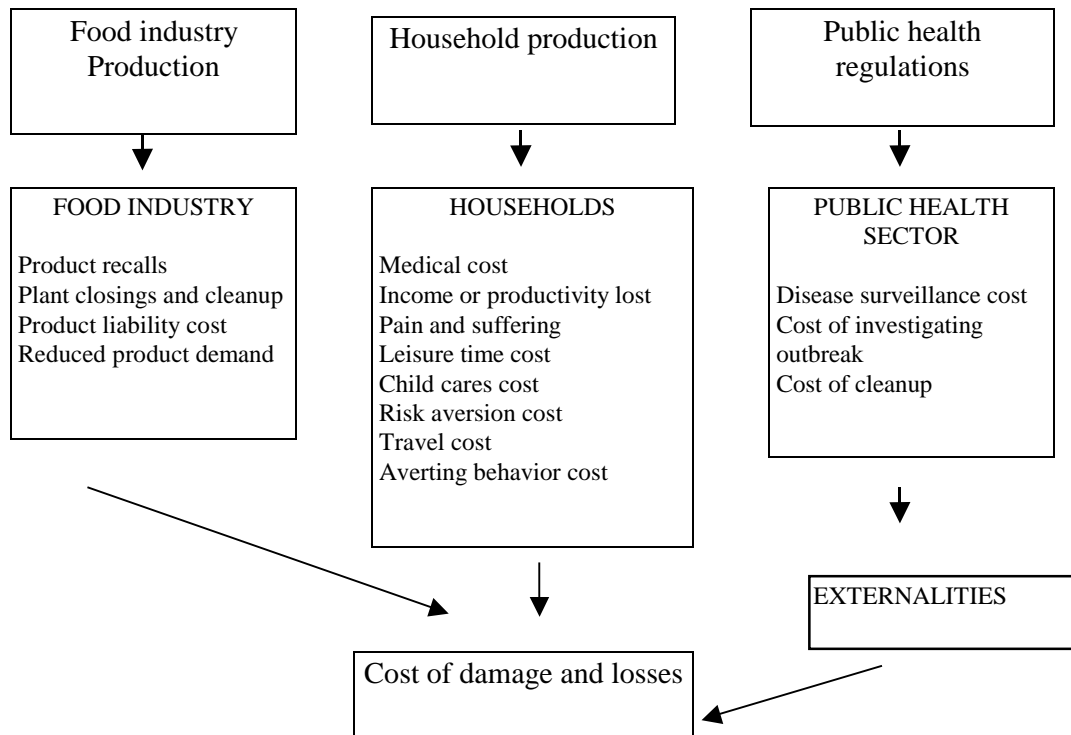 Food industry
Production
Household production
Public health
regulations
FOOD INDUSTRY
Product recalls
Plant closings and cleanup
Product liability cost
Reduced product demand
HOUSEHOLDS
Medical cost
Income or productivity lost
Pain and suffering
Leisure time cost
Child cares cost
Risk aversion cost
Travel cost
Averting behavior cost
PUBLIC HEALTH
SECTOR
Disease surveillance cost
Cost of investigating
outbreak
Cost of cleanup
EXTERNALITIES
Cost of damage and losses